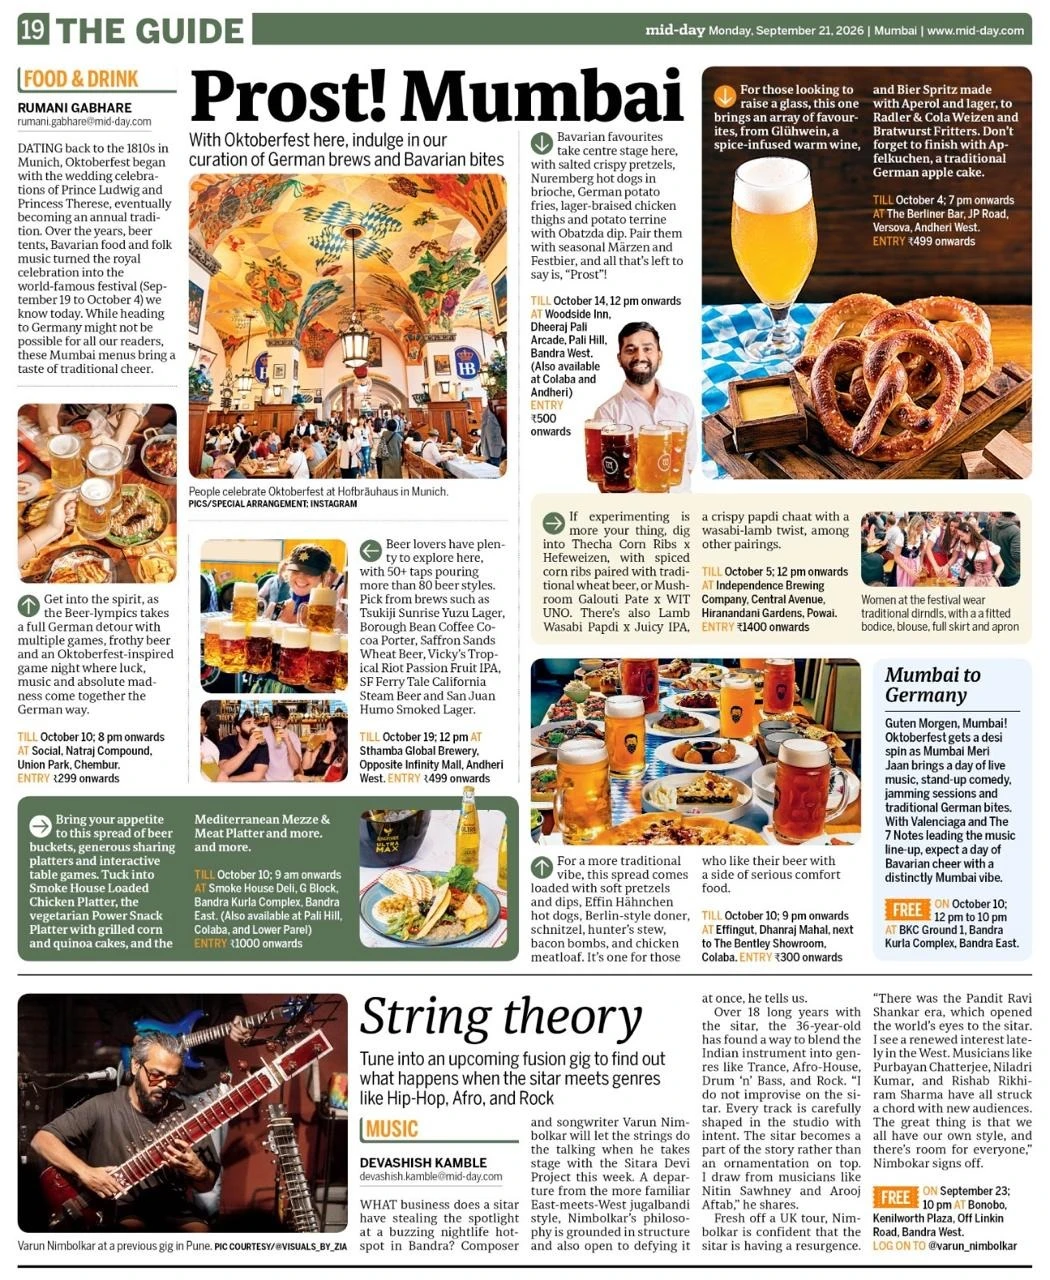 19 THE GUIDE
mid-day Monday, September 21, 2026 | Mumbai | www.mid-day.com
FOOD & DRINK
RUMANI GABHARE
rumani.gabhare@mid-day.com
DATING back to the 1810s in
Munich, Oktoberfest began
with the wedding celebra-
tions of Prince Ludwig and
Princess Therese, eventually
becoming an annual tradi-
tion. Over the years, beer
tents, Bavarian food and folk
music turned the royal
celebration into the
world-famous festival (Sep-
tember 19 to October 4) we
know today. While heading
to Germany might not be
possible for all our readers,
these Mumbai menus bring a
taste of traditional cheer.
Prost! Mumbai
With Oktoberfest here, indulge in our
curation of German brews and Bavarian bites
HB
People celebrate Oktoberfest at Hofbräuhaus in Munich.
PICS/SPECIAL ARRANGEMENT; INSTAGRAM
Bavarian favourites
take centre stage here,
with salted crispy pretzels,
Nuremberg hot dogs in
brioche, German potato
fries, lager-braised chicken
thighs and potato terrine
with Obatzda dip. Pair them
with seasonal Märzen and
Festbier, and all that's left to
say is, "Prost"!
TILL October 14, 12 pm onwards
AT Woodside Inn,
Dheeraj Pali
Arcade, Pali Hill,
Bandra West.
(Also available
at Colaba and
Andheri)
ENTRY
₹500
onwards
For those looking to
raise a glass, this one
brings an array of favour-
ites, from Glühwein, a
spice-infused warm wine,
and Bier Spritz made
with Aperol and lager, to
Radler & Cola Weizen and
Bratwurst Fritters. Don't
forget to finish with Ap-
felkuchen, a traditional
German apple cake.
TILL October 4; 7 pm onwards
AT The Berliner Bar, JP Road,
Versova, Andheri West.
ENTRY ₹499 onwards
Get into the spirit, as
the Beer-lympics takes
a full German detour with
multiple games, frothy beer
and an Oktoberfest-inspired
game night where luck,
music and absolute mad-
ness come together the
German way.
TILL October 10; 8 pm onwards
AT Social, Natraj Compound,
Union Park, Chembur.
ENTRY ₹299 onwards
Beer lovers have plen-
ty to explore here,
with 50+ taps pouring
more than 80 beer styles.
Pick from brews such as
Tsukiji Sunrise Yuzu Lager,
Borough Bean Coffee Co-
coa Porter, Saffron Sands
Wheat Beer, Vicky's Trop-
ical Riot Passion Fruit IPA,
SF Ferry Tale California
Steam Beer and San Juan
Humo Smoked Lager.
TILL October 19; 12 pm AT
Sthamba Global Brewery,
Opposite Infinity Mall, Andheri
West. ENTRY ₹499 onwards
If experimenting is
more your thing, dig
into Thecha Corn Ribs x
Hefeweizen, with spiced
corn ribs paired with tradi-
tional wheat beer, or Mush-
room Galouti Pate x WIT
UNO. There's also Lamb
Wasabi Papdi x Juicy IPA,
a crispy papdi chaat with a
wasabi-lamb twist, among
other pairings.
TILL October 5; 12 pm onwards
AT Independence Brewing
Company, Central Avenue,
Hiranandani Gardens, Powai.
ENTRY ₹1400 onwards
Women at the festival wear
traditional dirndls, with a a fitted
bodice, blouse, full skirt and apron
Bring your appetite
to this spread of beer
buckets, generous sharing
platters and interactive
table games. Tuck into
Smoke House Loaded
Chicken Platter, the
vegetarian Power Snack
Platter with grilled corn
and quinoa cakes, and the
Mediterranean Mezze &
Meat Platter and more.
and more.
TILL October 10; 9 am onwards
AT Smoke House Deli, G Block,
Bandra Kurla Complex, Bandra
East. (Also available at Pali Hill,
Colaba, and Lower Parel)
ENTRY ₹1000 onwards
ULTRA
MAX
For a more traditional
vibe, this spread comes
loaded with soft pretzels
and dips, Effin Hähnchen
hot dogs, Berlin-style doner,
schnitzel, hunter's stew,
bacon bombs, and chicken
meatloaf. It's one for those
who like their beer with
a side of serious comfort
food.
TILL October 10; 9 pm onwards
AT Effingut, Dhanraj Mahal, next
to The Bentley Showroom,
Colaba. ENTRY ₹300 onwards
Mumbai to
Germany
Guten Morgen, Mumbai!
Oktoberfest gets a desi
spin as Mumbai Meri
Jaan brings a day of live
music, stand-up comedy,
jamming sessions and
traditional German bites.
With Valenciaga and The
7 Notes leading the music
line-up, expect a day of
Bavarian cheer with a
distinctly Mumbai vibe.
FREE ON October 10;
12 pm to 10 pm
AT BKC Ground 1, Bandra
Kurla Complex, Bandra East.
Varun Nimbolkar at a previous gig in Pune. PIC COURTESY/@VISUALS_BY_ZIA
String theory
Tune into an upcoming fusion gig to find out
what happens when the sitar meets genres
like Hip-Hop, Afro, and Rock
MUSIC
DEVASHISH KAMBLE
devashish.kamble@mid-day.com
WHAT business does a sitar
have stealing the spotlight
at a buzzing nightlife hot-
spot in Bandra? Composer
and songwriter Varun Nim-
bolkar will let the strings do
the talking when he takes
stage with the Sitara Devi
Project this week. A depar-
ture from the more familiar
East-meets-West jugalbandi
style, Nimbolkar's philoso-
phy is grounded in structure
and also open to defying it
at once, he tells us.
Over 18 long years with
the sitar, the 36-year-old
has found a way to blend the
Indian instrument into gen-
res like Trance, Afro-House,
Drum 'n' Bass, and Rock. "I
do not improvise on the si-
tar. Every track is carefully
shaped in the studio with
intent. The sitar becomes a
part of the story rather than
an ornamentation on top.
I draw from musicians like
Nitin Sawhney and Arooj
Aftab," he shares.
Fresh off a UK tour, Nim-
bolkar is confident that the
sitar is having a resurgence.
"There was the Pandit Ravi
Shankar era, which opened
the world's eyes to the sitar.
I see a renewed interest late-
ly in the West. Musicians like
Purbayan Chatterjee, Niladri
Kumar, and Rishab Rikhi-
ram Sharma have all struck
a chord with new audiences.
The great thing is that we
all have our own style, and
there's room for everyone,"
Nimbokar signs off.
FREE ON September 23;
10 pm AT Bonobo,
Kenilworth Plaza, Off Linkin
Road, Bandra West.
LOG ON TO @varun_nimbolkar